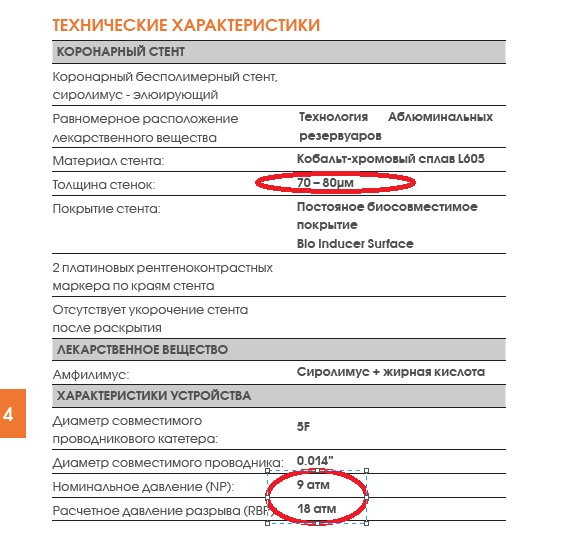 ТЕХНИЧЕСКИЕ ХАРАКТЕРИСТИКИ
КОРОНАРНЫЙ СТЕНТ
Коронарный бесполимерный стент,
сиролимус - элюирующий
Равномерное расположение
лекарственного вещества
Технология Аблюминальных
резервуаров
Материал стента: Кобальт-хромовый сплав L605
Толщина стенок: 70 – 80μм
Покрытие стента: Постояное биосовместимое
покрытие
Bio Inducer Surface
2 платиновых рентгеноконтрастных
маркера по краям стента
Отсутствует укорочение стента
после раскрытия
ЛЕКАРСТВЕННОЕ ВЕЩЕСТВО
Амфилимус: Сиролимус + жирная кислота
ХАРАКТЕРИСТИКИ УСТРОЙСТВА
Диаметр совместимого
проводникового катетера: 5F
Диаметр совместимого проводника: 0.014"
Номинальное давление (NP): 9 атм
Расчетное давление разрыва (RBF) 18 атм
4